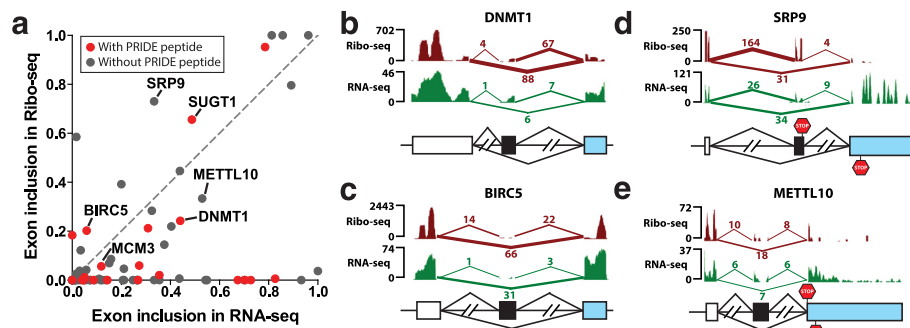 a
With PRIDE peptide
Without PRIDE peptide
Exon inclusion in Ribo-seq
1.0
0.8
0.6
0.4
0.2
0.0
0.0
0.2
0.4
0.6
0.8
1.0
Exon inclusion in RNA-seq
SRP9
SUGT1
METTL10
BIRC5
DNMT1
MCM3
b
DNMT1
702
Ribo-seq
0
4
67
88
46
RNA-seq
0
1
7
6
c
BIRC5
2443
Ribo-seq
0
14
22
66
74
RNA-seq
0
1
3
31
d
SRP9
250
Ribo-seq
0
164
4
31
121
RNA-seq
0
26
9
34
STOP
STOP
e
METTL10
72
Ribo-seq
0
10
8
18
37
RNA-seq
0
6
6
7
STOP